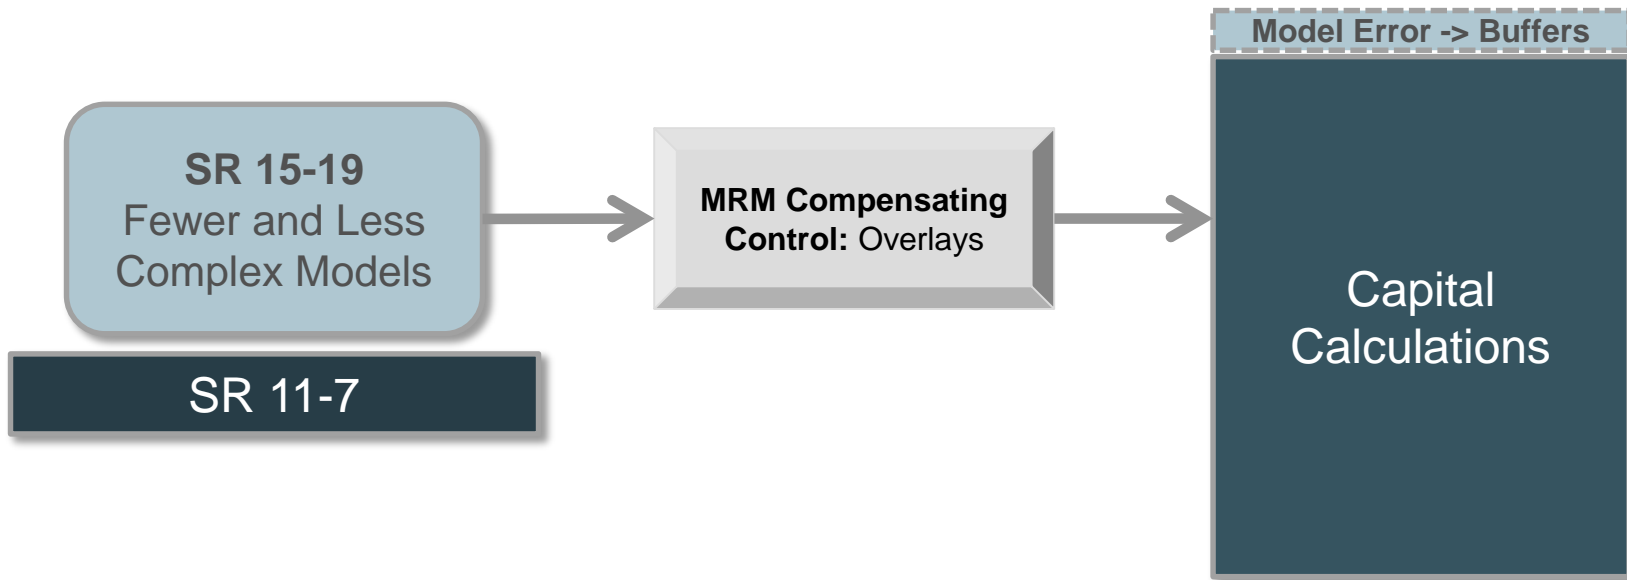 Model Error -> Buffers
SR 15-19
Fewer and Less
Complex Models
MRM Compensating
Control: Overlays
Capital
Calculations
SR 11-7